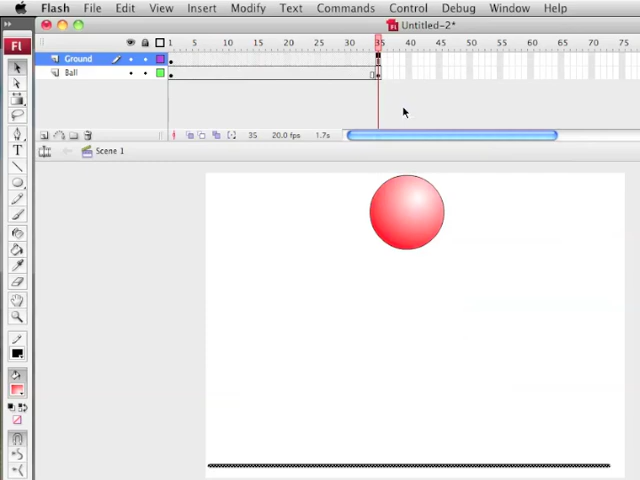 Flash File Edit View Insert Modify Text Commands Control Debug Window Help
Untitled-2*
Fl
1 5 10 15 20 25 30 35 40 45 50 55 60 65 70 75
Ground
Ball
35 20.0 fps 1.7s
T
Scene 1